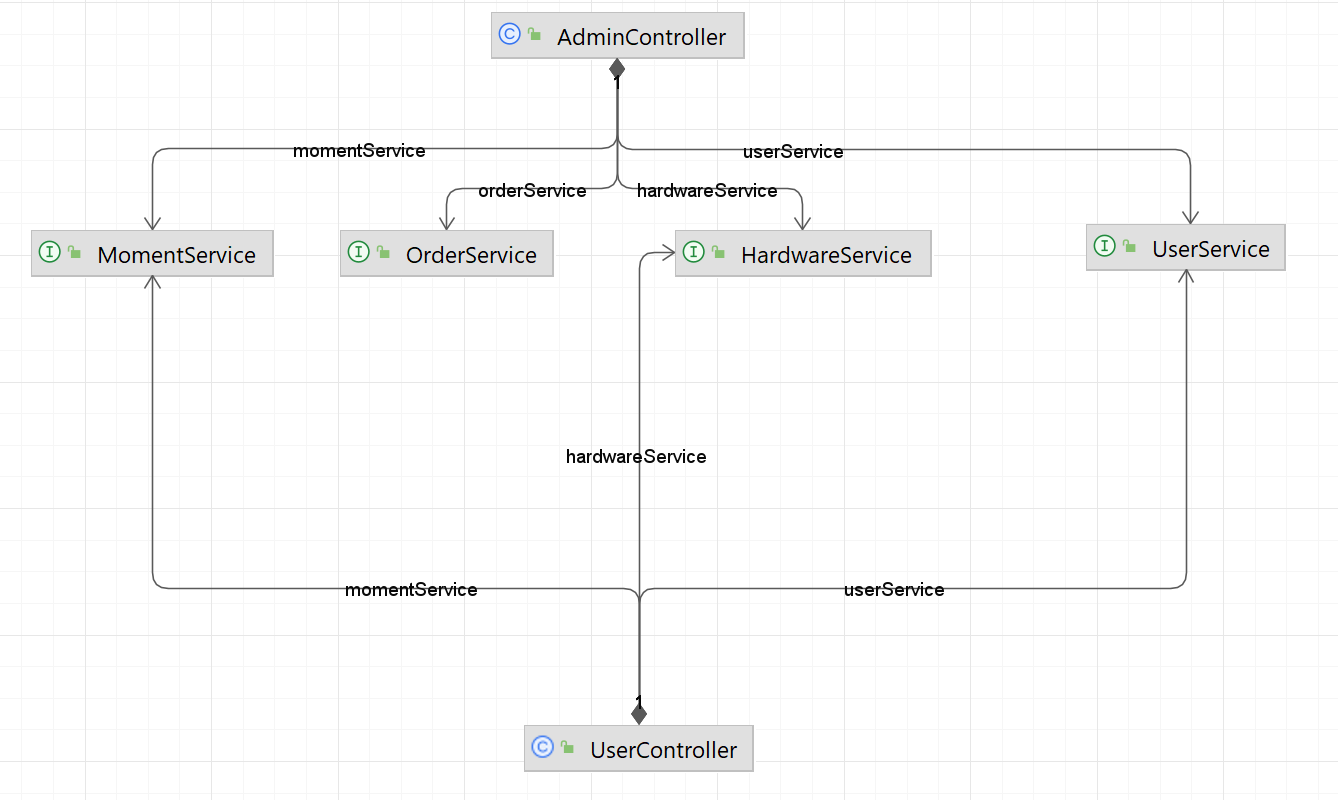 C AdminController
1
momentService
userService
orderService
hardwareService
I MomentService
I OrderService
I HardwareService
I UserService
hardwareService
momentService
userService
1
C UserController